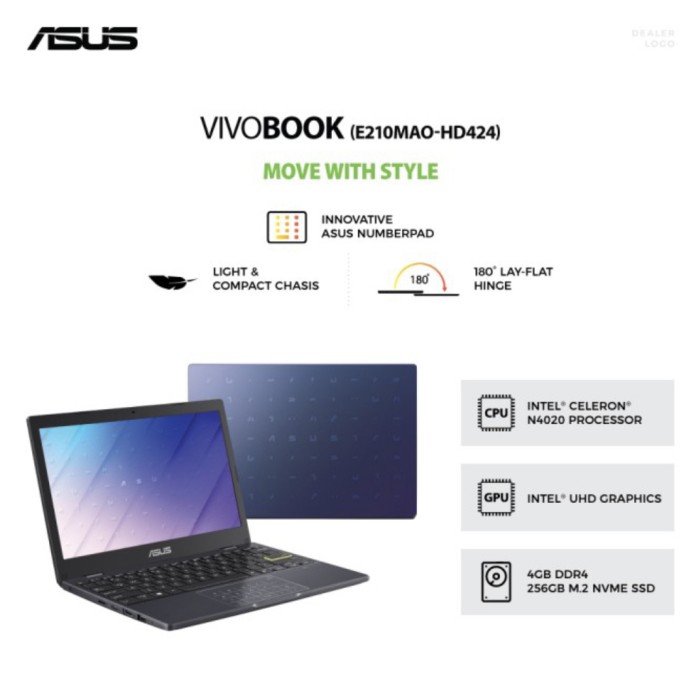 ASUS
DEALER
LOGO
VIVOBOOK (E210MAO-HD424)
MOVE WITH STYLE
INNOVATIVE
ASUS NUMBERPAD
LIGHT &
COMPACT CHASIS
180°
180° LAY-FLAT
HINGE
CPU
INTEL® CELERON®
N4020 PROCESSOR
GPU
INTEL® UHD GRAPHICS
4GB DDR4
256GB M.2 NVME SSD
ASUS